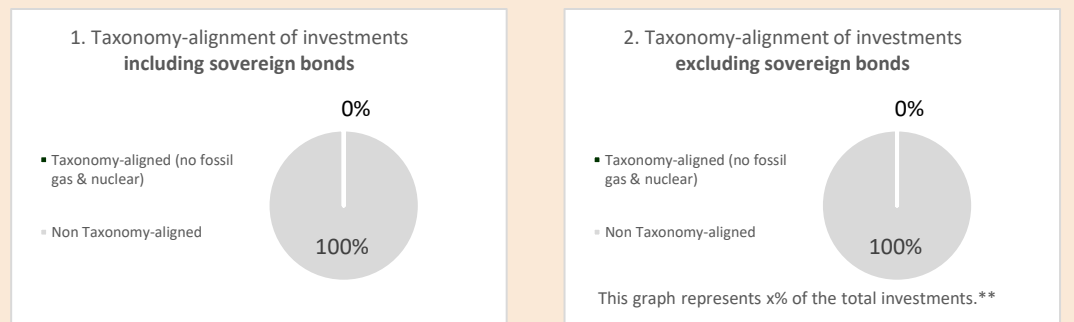 1. Taxonomy-alignment of investments
including sovereign bonds
0%
Taxonomy-aligned (no fossil
gas & nuclear)
Non Taxonomy-aligned
100%
2. Taxonomy-alignment of investments
excluding sovereign bonds
0%
Taxonomy-aligned (no fossil
gas & nuclear)
Non Taxonomy-aligned
100%
This graph represents x% of the total investments.**